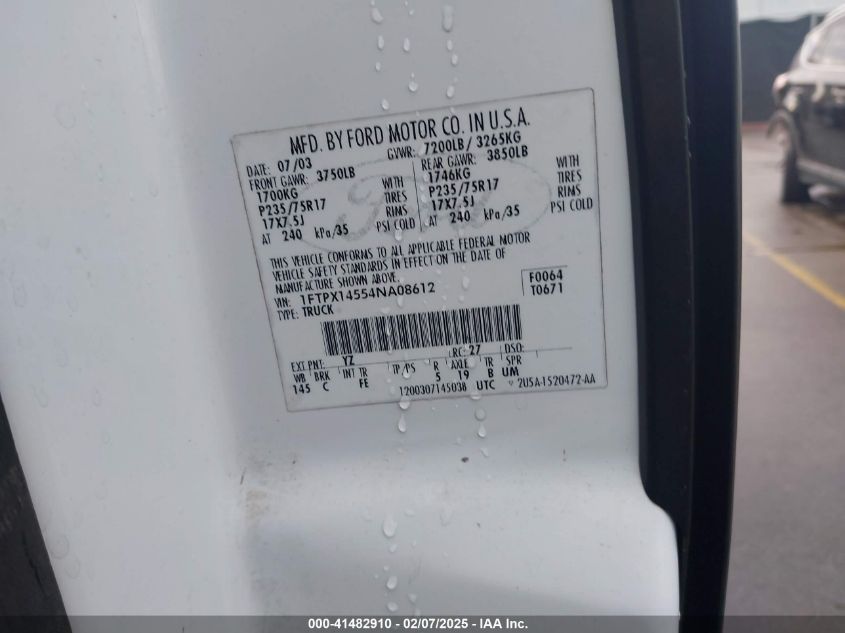 MFD. BY FORD MOTOR CO. IN U.S.A.
DATE: 07/03 GVWR: 7200LB/ 3265KG
FRONT GAWR: 3750LB REAR GAWR: 3850LB
1700KG WITH 1746KG WITH
P235/75R17 TIRES P235/75R17 TIRES
17X7.5J RIMS 17X7.5J RIMS
AT 240 kPa/35 PSI COLD AT 240 kPa/35 PSI COLD
THIS VEHICLE CONFORMS TO ALL APPLICABLE FEDERAL MOTOR
VEHICLE SAFETY STANDARDS IN EFFECT ON THE DATE OF
MANUFACTURE SHOWN ABOVE.
VIN: 1FTPX14554NA08612 F0064
TYPE: TRUCK T0671
EXT PNT: YZ RC: 27 DSO:
WB BRK INT TR TP/PS R AXLE TR SPR
145 C FE 5 19 B UM
1200307145038 UTC 2U5A-1520472-AA
000-41482910 - 02/07/2025 - IAA Inc.